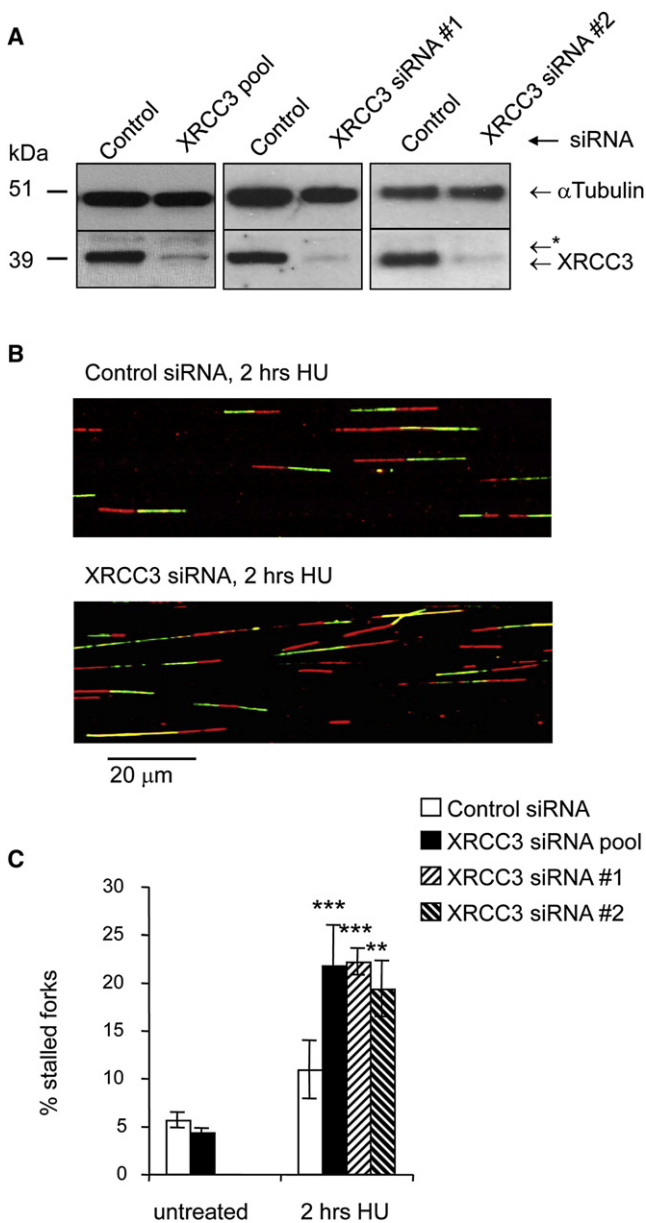 A
Control
XRCC3 pool
Control
XRCC3 siRNA #1
Control
XRCC3 siRNA #2
← siRNA
kDa
51
← αTubulin
←*
39
← XRCC3
B
Control siRNA, 2 hrs HU
XRCC3 siRNA, 2 hrs HU
20 μm
Control siRNA
XRCC3 siRNA pool
XRCC3 siRNA #1
XRCC3 siRNA #2
C
% stalled forks
30
25
20
15
10
5
0
***
***
**
untreated
2 hrs HU